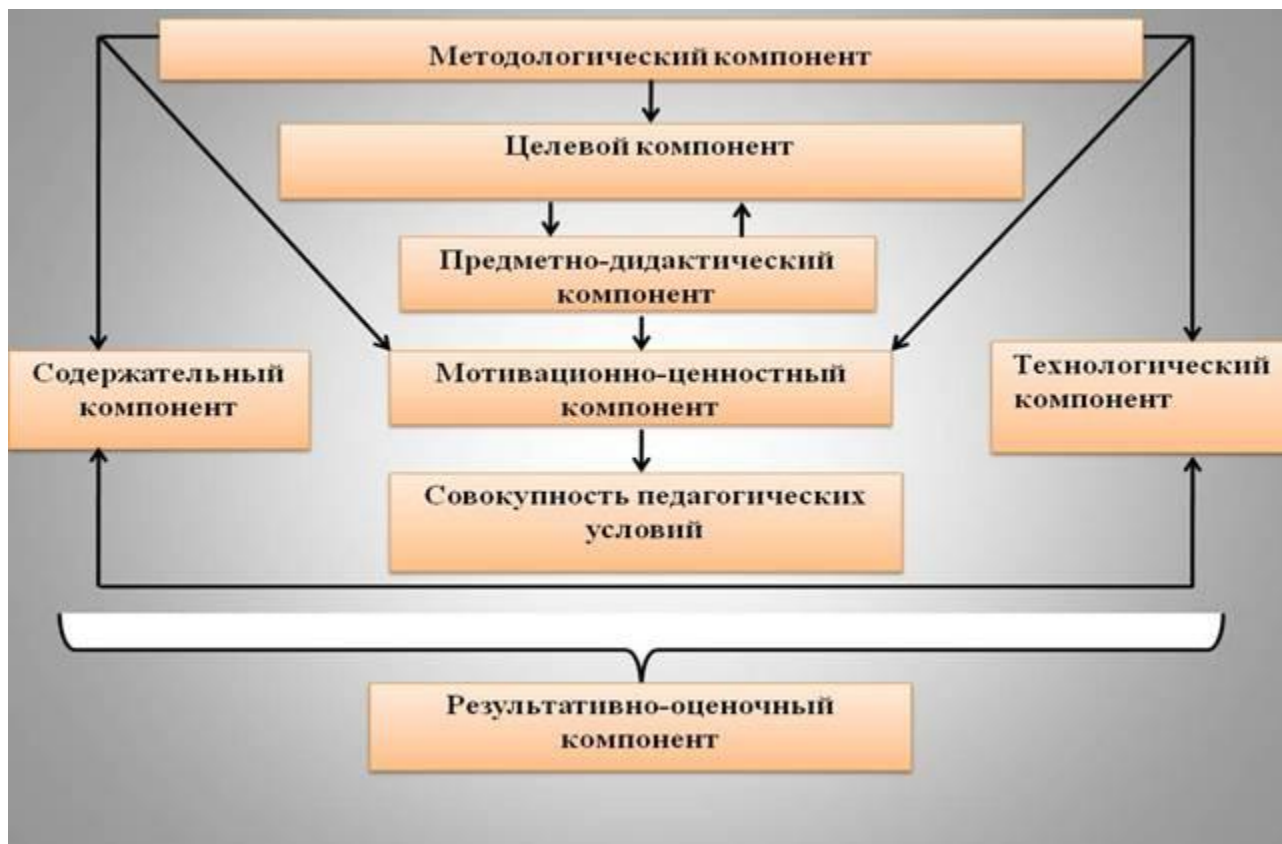 Методологический компонент
Целевой компонент
Предметно-дидактический
компонент
Содержательный
компонент
Мотивационно-ценностный
компонент
Технологический
компонент
Совокупность педагогических
условий
Результативно-оценочный
компонент